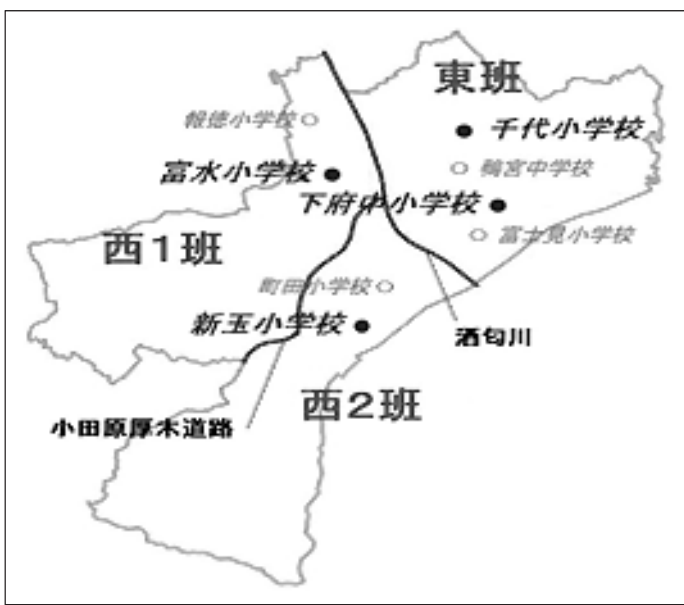 東班
報徳小学校
千代小学校
富水小学校
鴨宮中学校
下府中小学校
富士見小学校
西1班
町田小学校
新玉小学校
酒匂川
西2班
小田原厚木道路